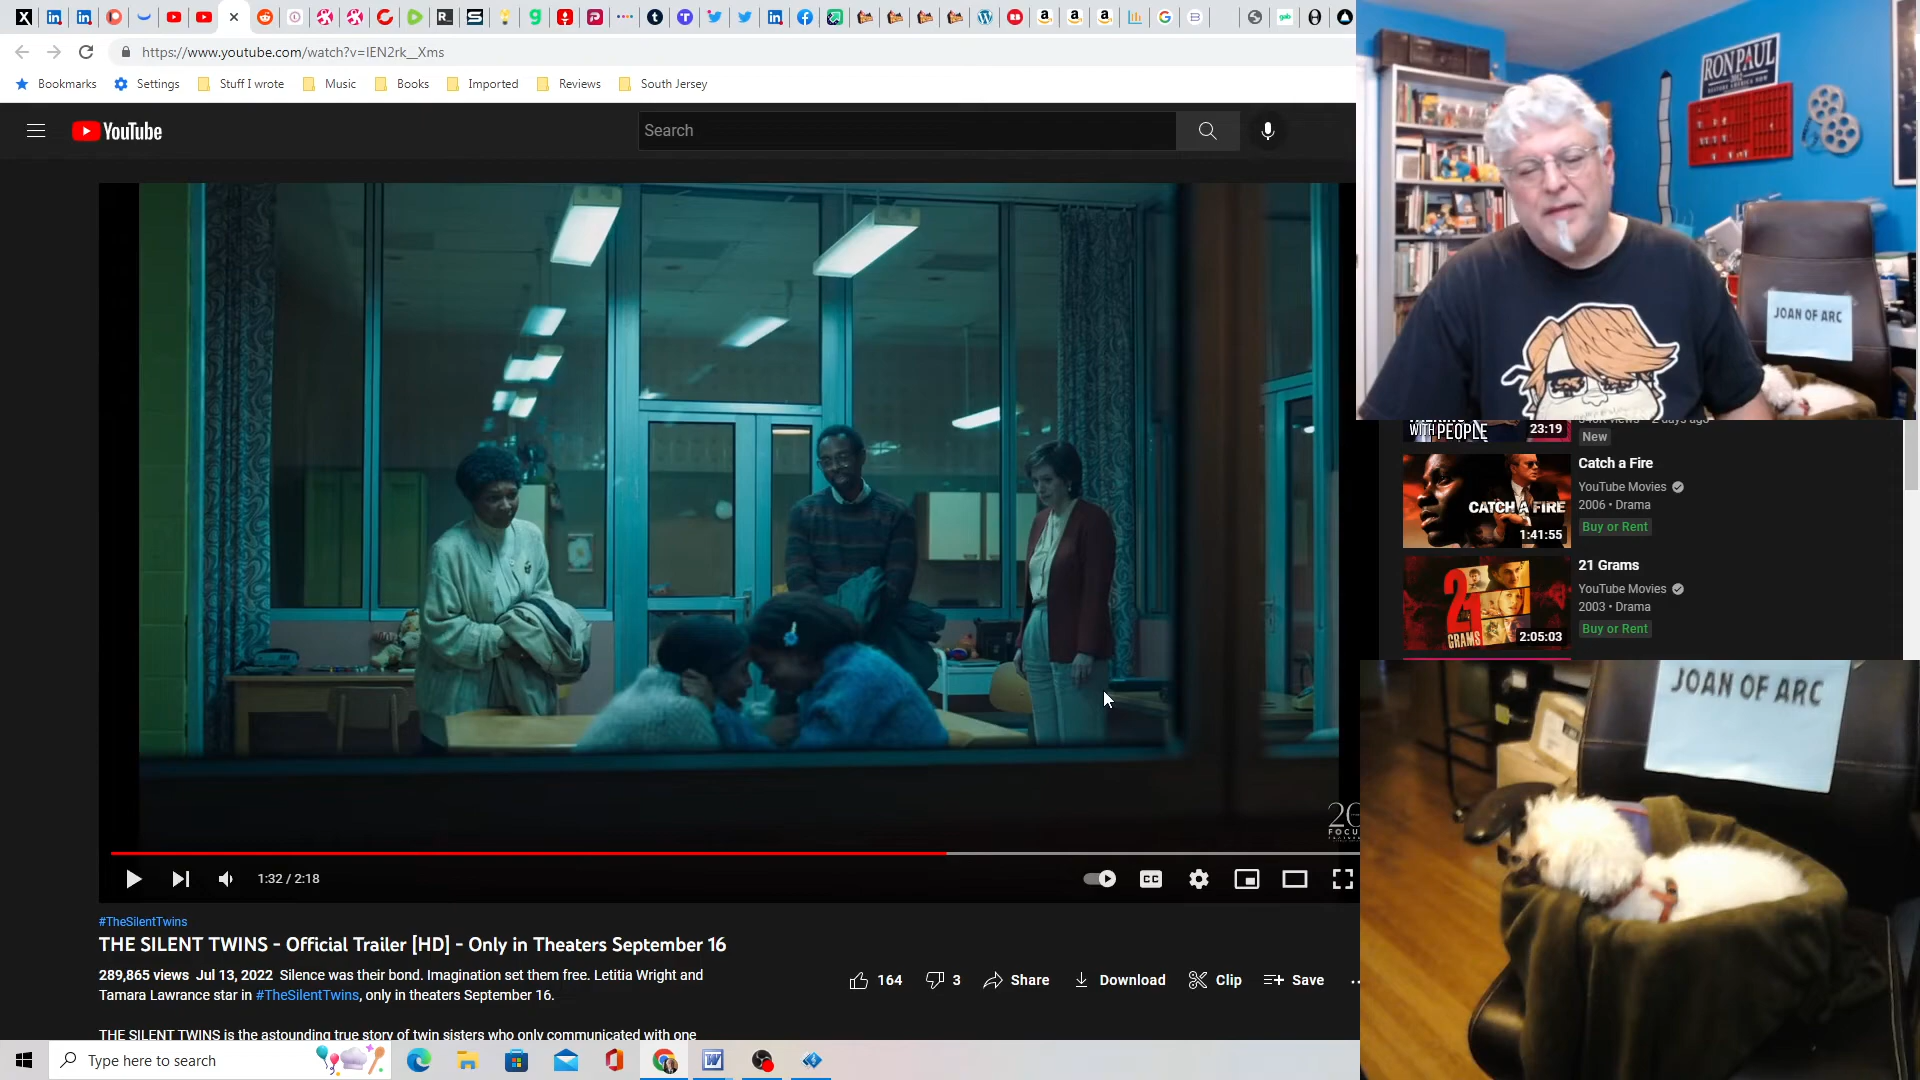 https://www.youtube.com/watch?v=IEN2rk__Xms
Bookmarks
Settings
Stuff I wrote
Music
Books
Imported
Reviews
South Jersey
YouTube
Search
RON PAUL
JOAN OF ARC
WITH PEOPLE
23:19
New
Catch a Fire
YouTube Movies
2006 • Drama
Buy or Rent
CATCH A FIRE
1:41:55
21 Grams
YouTube Movies
2003 • Drama
Buy or Rent
21
GRAMS
2:05:03
JOAN OF ARC
1:32 / 2:18
CC
#TheSilentTwins
THE SILENT TWINS - Official Trailer [HD] - Only in Theaters September 16
289,865 views Jul 13, 2022 Silence was their bond. Imagination set them free. Letitia Wright and
Tamara Lawrance star in #TheSilentTwins, only in theaters September 16.
164
3
Share
Download
Clip
Save
THE SILENT TWINS is the astounding true story of twin sisters who only communicated with one
Type here to search